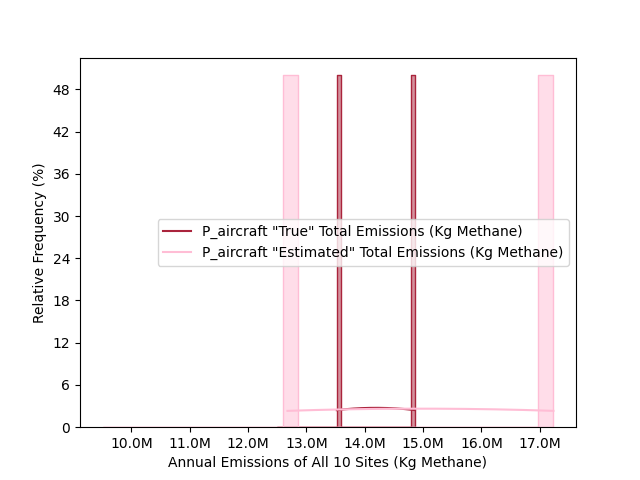 48
42
36
30
24
18
12
6
0
Relative Frequency (%)
P_aircraft "True" Total Emissions (Kg Methane)
P_aircraft "Estimated" Total Emissions (Kg Methane)
10.0M 11.0M 12.0M 13.0M 14.0M 15.0M 16.0M 17.0M
Annual Emissions of All 10 Sites (Kg Methane)